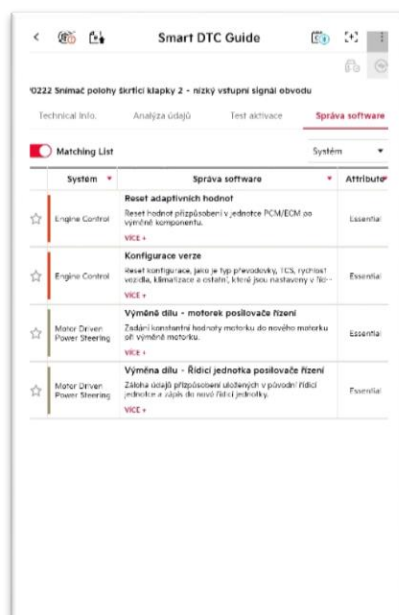 Smart DTC Guide
0222 Snímač polohy škrticí klapky 2 - nízký vstupní signál obvodu
Technical Info.
Analýza údajů
Test aktivace
Správa software
Matching List
Systém
Systém
Správa software
Attribute
Engine Control
Reset adaptivních hodnot
Reset hodnot přizpůsobení v jednotce PCM/ECM po
výměně komponentu.
VÍCE +
Essential
Engine Control
Konfigurace verze
Reset konfigurace, jako je typ převodovky, TCS, rychlost
vozidla, klimatizace a ostatní, které jsou nastaveny v
VÍCE +
Essential
Motor Driven
Power Steering
Výměně dílu - motorek posilovače řízení
Zadání konstantní hodnoty motorku do nového motorku
při výměně motorku.
VÍCE +
Essential
Motor Driven
Power Steering
Výměna dílu - Řídicí jednotka posilovače řízení
Záloha údajů přizpůsobení uložených v původní řídicí
jednotce a zápis do nové řídicí jednotky.
VÍCE +
Essential